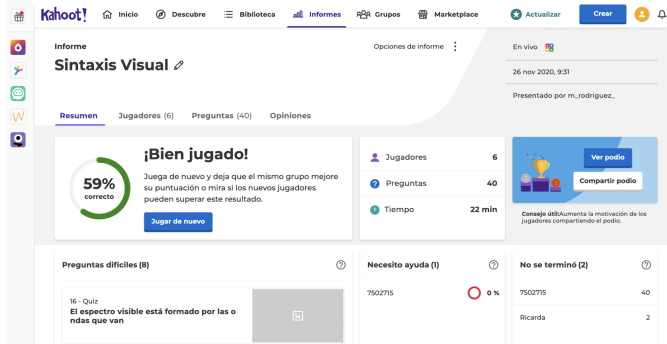 Kahoot!
Inicio
Descubre
Biblioteca
Informes
Grupos
Marketplace
Actualizar
Crear
Informe
Opciones de informe
Sintaxis Visual
En vivo
26 nov 2020, 9:31
Presentado por m_rodriguez_
Resumen
Jugadores (6)
Preguntas (40)
Opiniones
59%
correcto
¡Bien jugado!
Juega de nuevo y deja que el mismo grupo mejore
su puntuación o mira si los nuevos jugadores
pueden superar este resultado.
Jugar de nuevo
Jugadores 6
Preguntas 40
Tiempo 22 min
Ver podio
Compartir podio
Consejo útil:Aumenta la motivación de los
jugadores compartiendo el podio.
Preguntas difíciles (8)
16 - Quiz
El espectro visible está formado por las o
ndas que van
Necesito ayuda (1)
7502715 0 %
No se terminó (2)
7502715 40
Ricarda 2